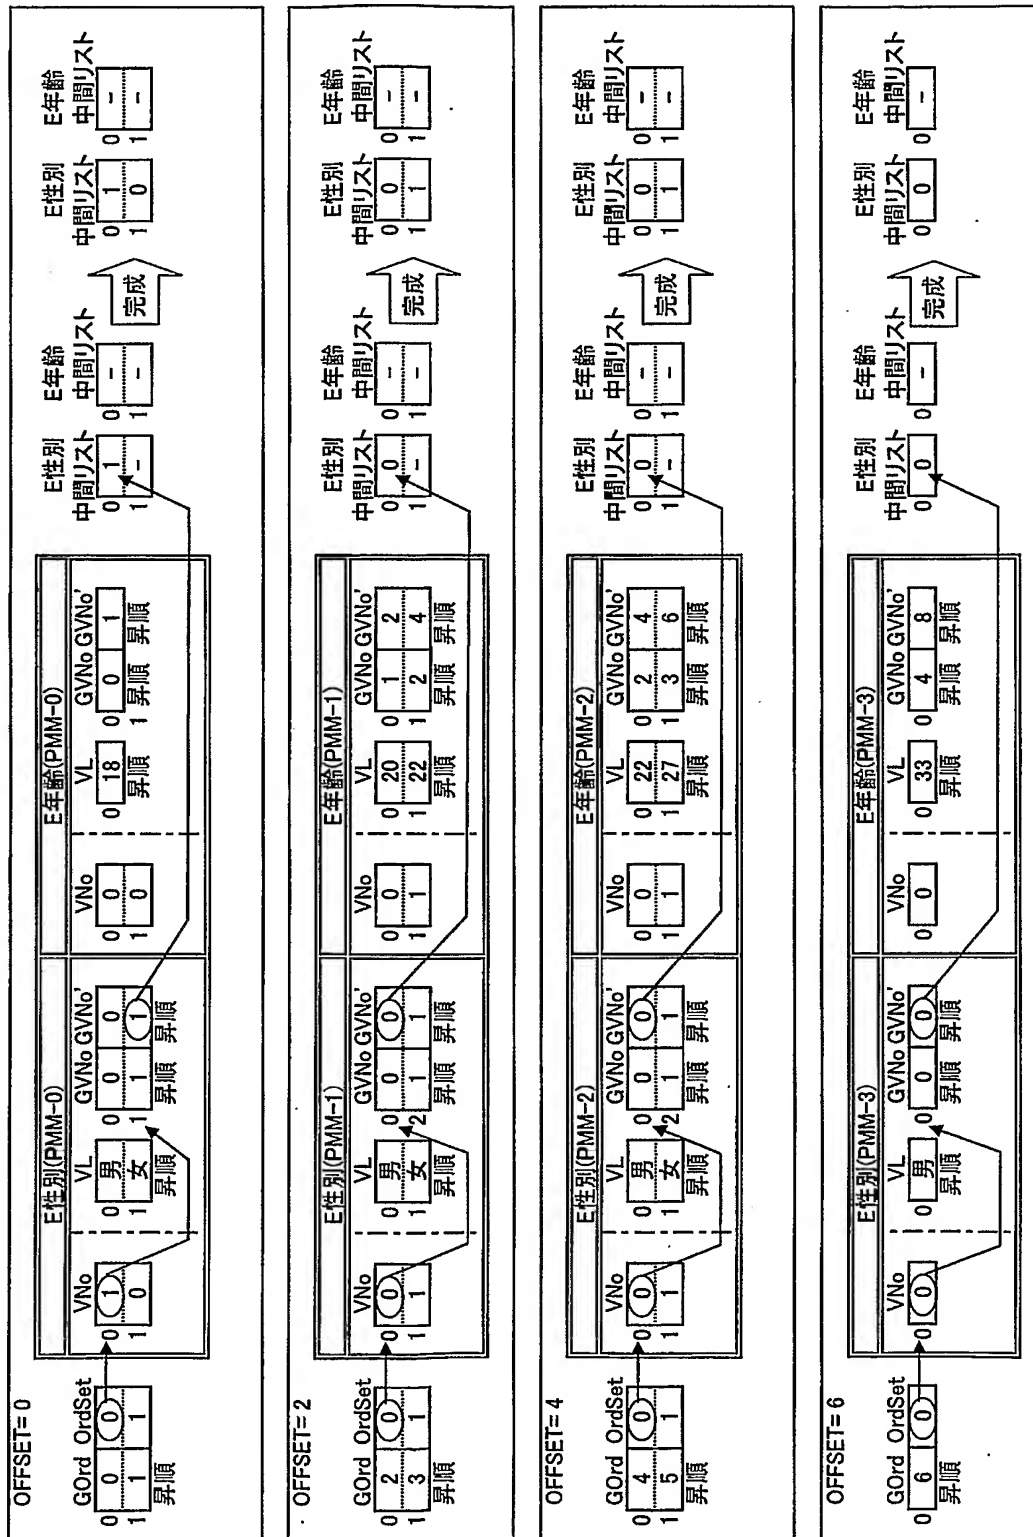 OFFSET= 0
GOrd OrdSet
0 0 0
1 1 1
昇順
E性別(PMM-0)
VNo
0 1
1 0
VL
0 男
1 女
昇順
GVNo GVNo'
0 0 0
1 1 1
昇順 昇順
E年齢(PMM-0)
VNo
0 0
1 0
VL
0 18
昇順
GVNo GVNo'
0 0 1
1 昇順 昇順
E性別
中間リスト
0 1
1 -
E年齢
中間リスト
0 -
1 -
完成
E性別
中間リスト
0 1
1 0
E年齢
中間リスト
0 -
1 -
OFFSET= 2
GOrd OrdSet
0 2 0
1 3 1
昇順
E性別(PMM-1)
VNo
0 0
1 1
VL
0 男
1 女
昇順
GVNo GVNo'
0 0 0
2 1 1
昇順 昇順
E年齢(PMM-1)
VNo
0 0
1 1
VL
0 20
1 22
昇順
GVNo GVNo'
0 1 2
1 2 4
昇順 昇順
E性別
中間リスト
0 0
1 -
E年齢
中間リスト
0 -
1 -
完成
E性別
中間リスト
0 0
1 1
E年齢
中間リスト
0 -
1 -
OFFSET= 4
GOrd OrdSet
0 4 0
1 5 1
昇順
E性別(PMM-2)
VNo
0 0
1 1
VL
0 男
1 女
昇順
GVNo GVNo'
0 0 0
2 1 1
昇順 昇順
E年齢(PMM-2)
VNo
0 0
1 1
VL
0 22
1 27
昇順
GVNo GVNo'
0 2 4
1 3 6
昇順 昇順
E性別
中間リスト
0 0
1 -
E年齢
中間リスト
0 -
1 -
完成
E性別
中間リスト
0 0
1 1
E年齢
中間リスト
0 -
1 -
OFFSET= 6
GOrd OrdSet
0 6 0
昇順
E性別(PMM-3)
VNo
0 0
VL
0 男
昇順
GVNo GVNo'
0 0 0
昇順 昇順
E年齢(PMM-3)
VNo
0 0
VL
0 33
昇順
GVNo GVNo'
0 4 8
昇順 昇順
E性別
中間リスト
0 0
E年齢
中間リスト
0 -
完成
E性別
中間リスト
0 0
E年齢
中間リスト
0 -